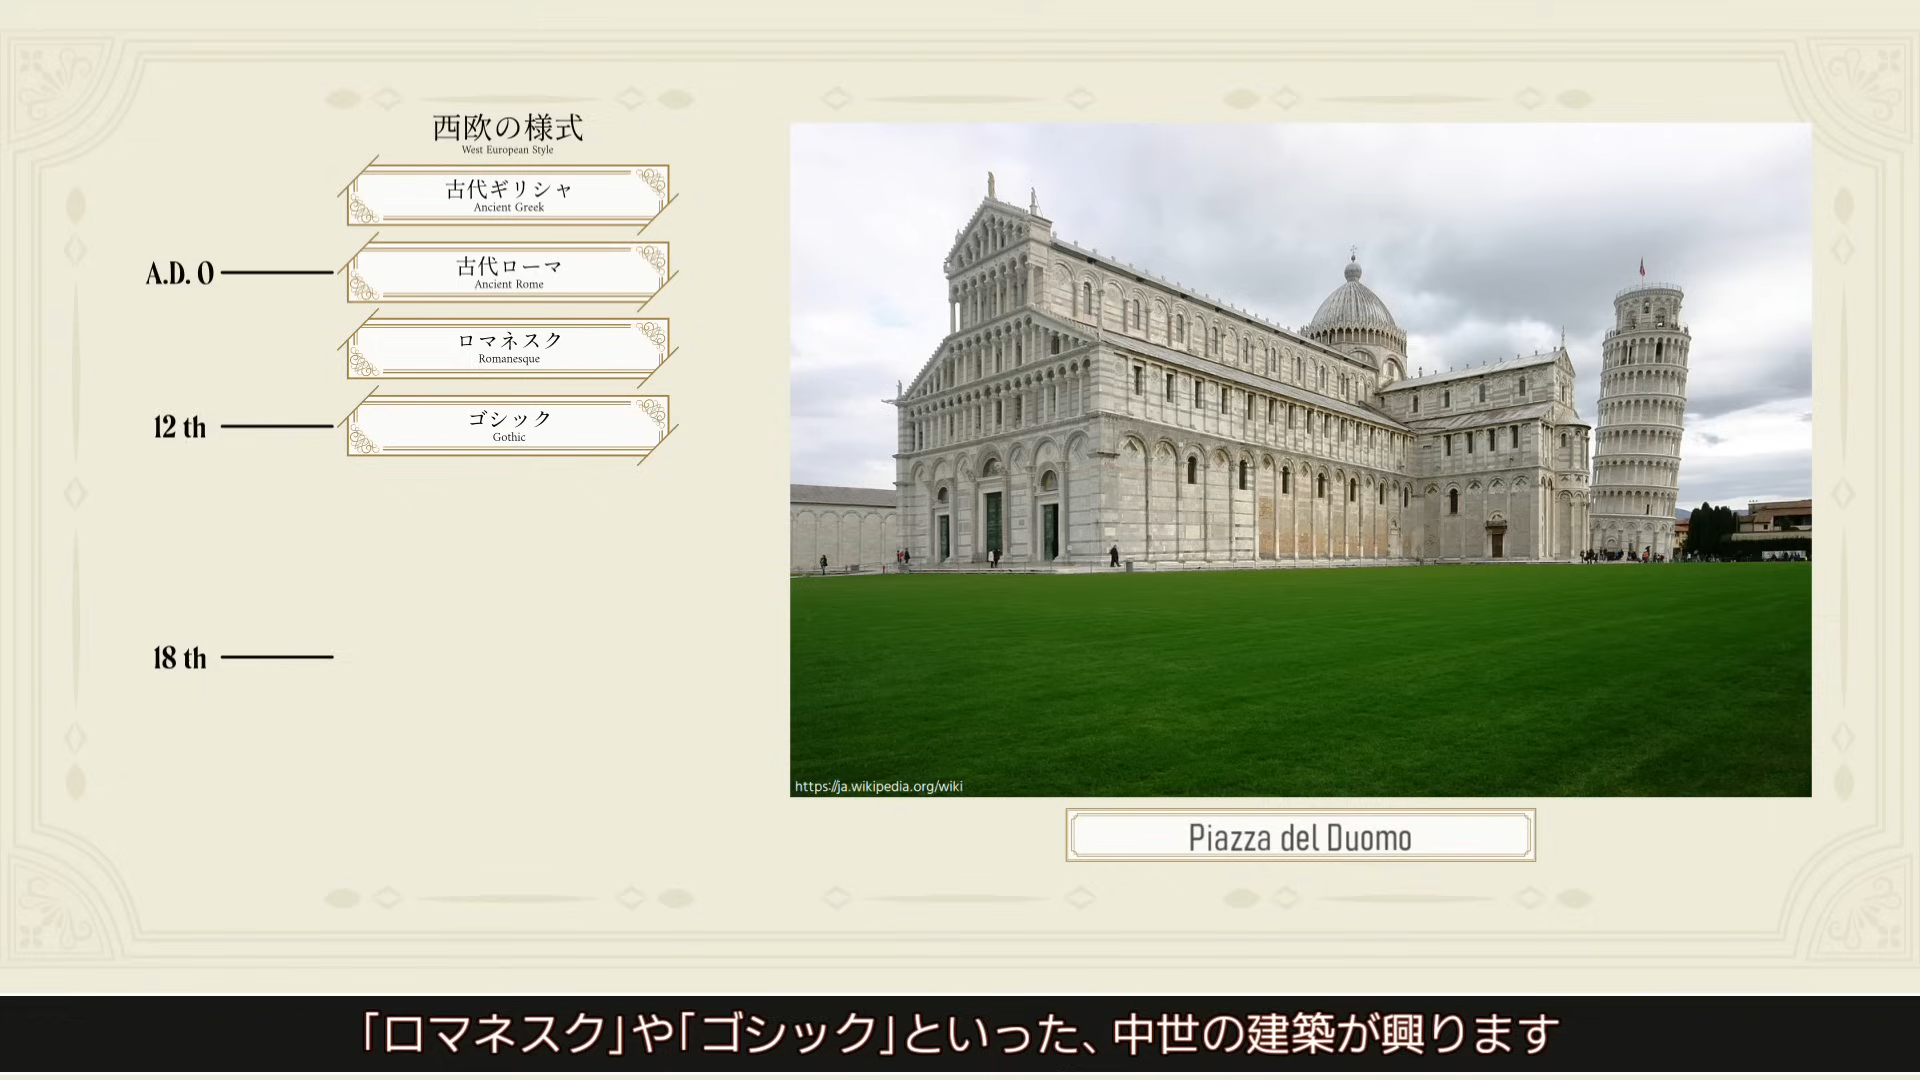 西欧の様式
West European Style
古代ギリシャ
Ancient Greek
A.D. 0
古代ローマ
Ancient Rome
ロマネスク
Romanesque
12 th
ゴシック
Gothic
18 th
https://ja.wikipedia.org/wiki
Piazza del Duomo
「ロマネスク」や「ゴシック」といった、中世の建築が興ります